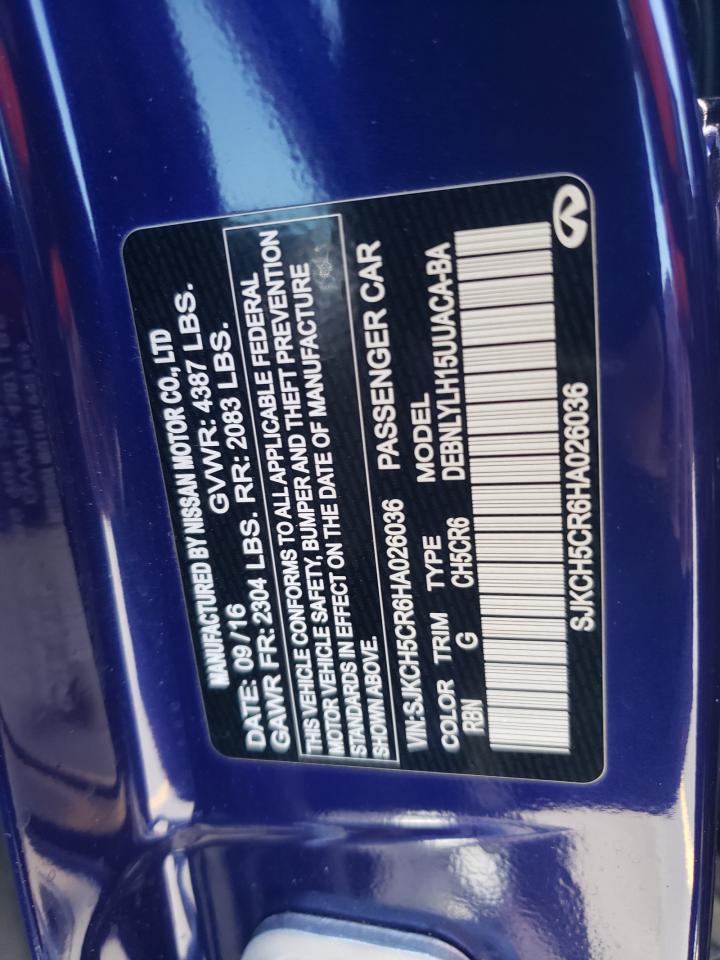 MANUFACTURED BY NISSAN MOTOR CO., LTD
DATE: 09/16 GVWR: 4387 LBS.
GAWR FR: 2304 LBS. RR: 2083 LBS.
THIS VEHICLE CONFORMS TO ALL APPLICABLE FEDERAL
MOTOR VEHICLE SAFETY, BUMPER AND THEFT PREVENTION
STANDARDS IN EFFECT ON THE DATE OF MANUFACTURE
SHOWN ABOVE.
VIN:SJKCH5CR6HA026036 PASSENGER CAR
COLOR TRIM TYPE MODEL
RBN G CH5CR6 DEBNLYLH15UUACA-BA
SJKCH5CR6HA026036